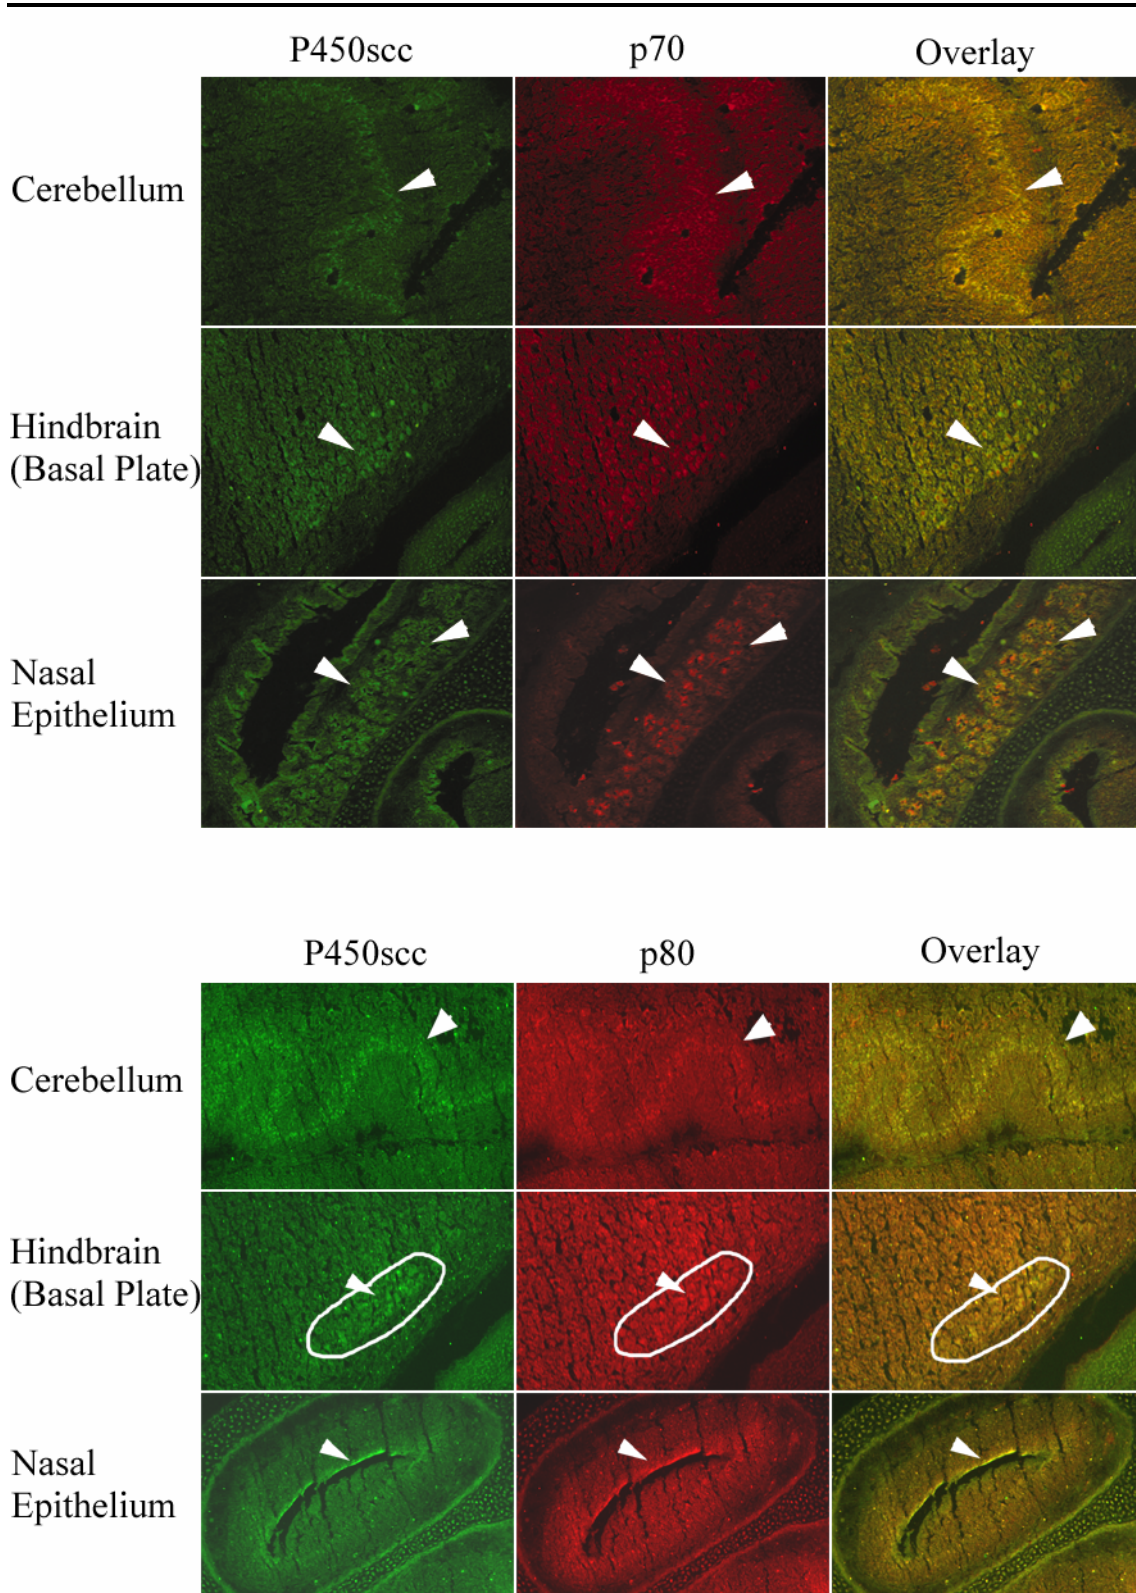 P450scc p70 Overlay
Cerebellum
Hindbrain
(Basal Plate)
Nasal
Epithelium
P450scc p80 Overlay
Cerebellum
Hindbrain
(Basal Plate)
Nasal
Epithelium